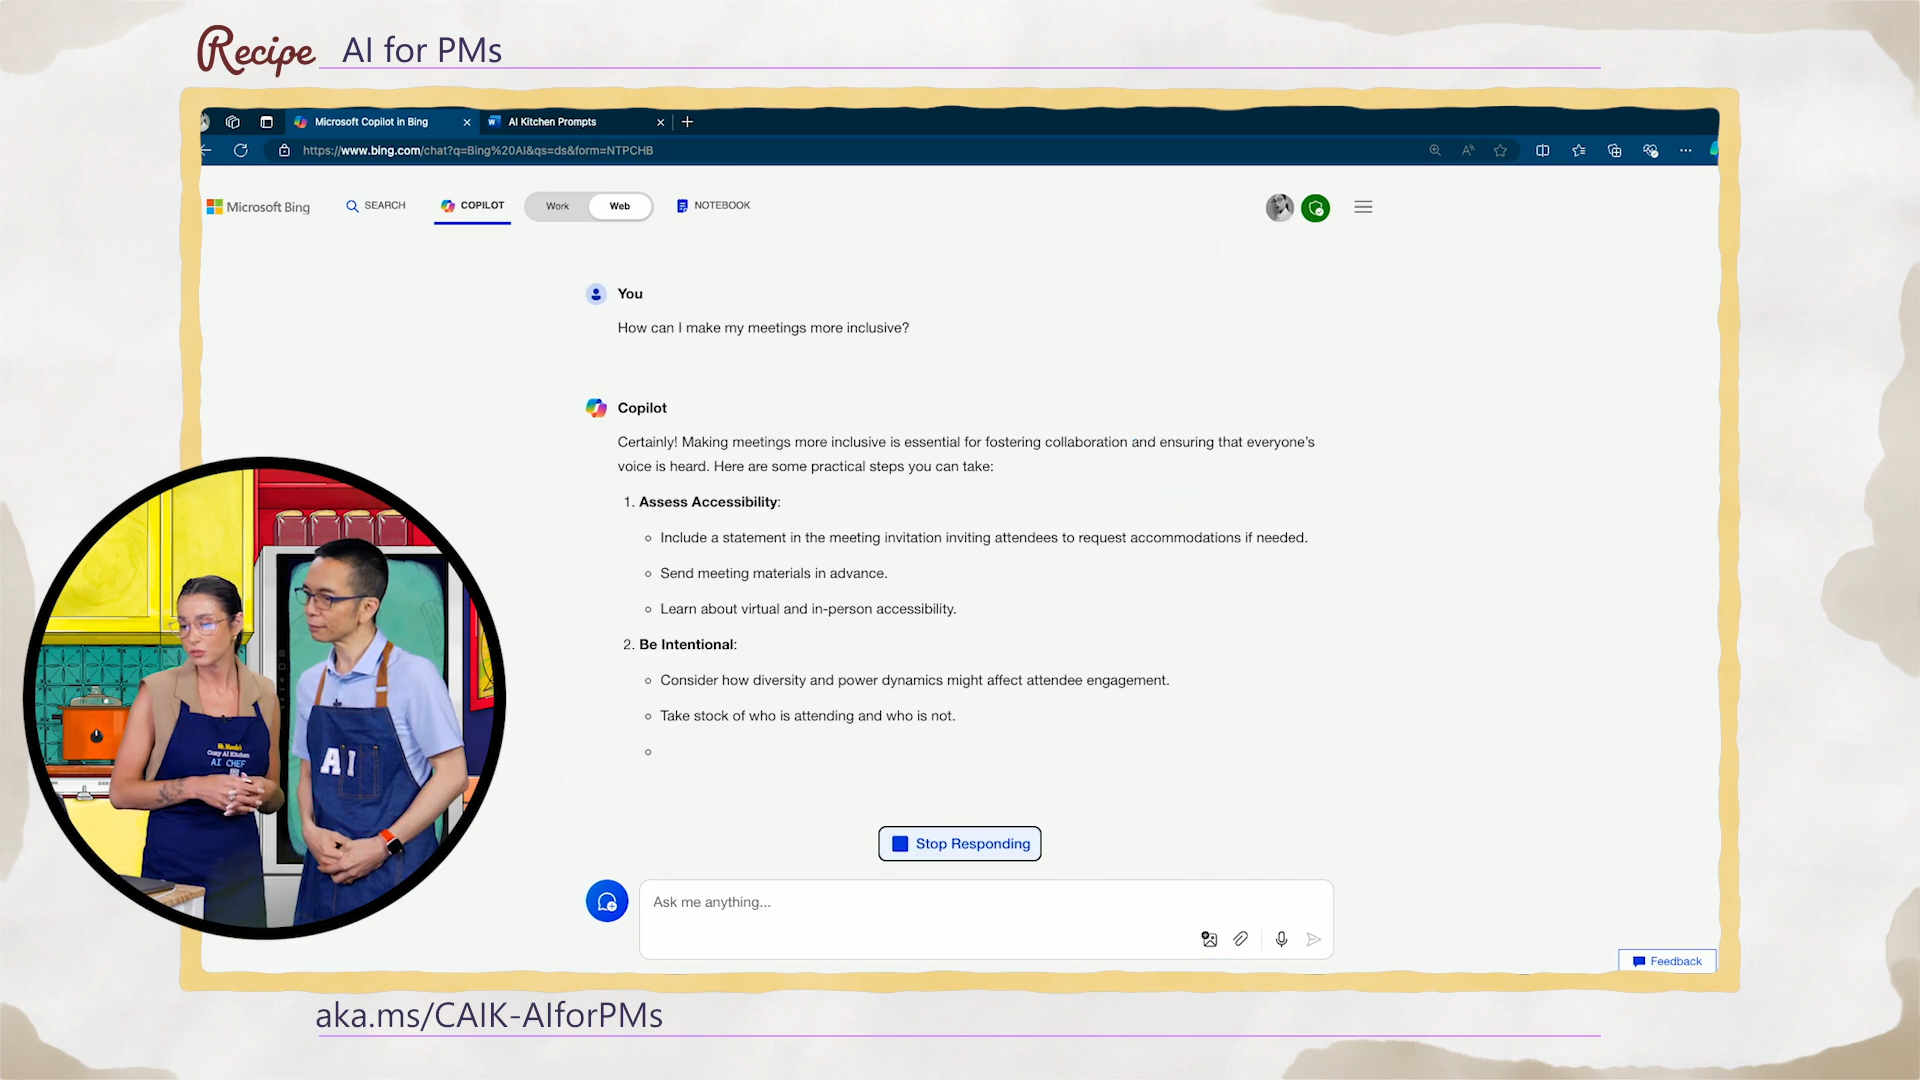 Recipe AI for PMs
Microsoft Copilot in Bing
AI Kitchen Prompts
https://www.bing.com/chat?q=Bing%20AI&qs=ds&form=NTPCHB
Microsoft Bing
SEARCH
COPILOT
Work
Web
NOTEBOOK
You
How can I make my meetings more inclusive?
Copilot
Certainly! Making meetings more inclusive is essential for fostering collaboration and ensuring that everyone's
voice is heard. Here are some practical steps you can take:
1. Assess Accessibility:
Include a statement in the meeting invitation inviting attendees to request accommodations if needed.
Send meeting materials in advance.
Learn about virtual and in-person accessibility.
2. Be Intentional:
Consider how diversity and power dynamics might affect attendee engagement.
Take stock of who is attending and who is not.
Mr. Maeda's
Cozy AI Kitchen
AI CHEF
AI
Stop Responding
Ask me anything...
Feedback
aka.ms/CAIK-AIforPMs